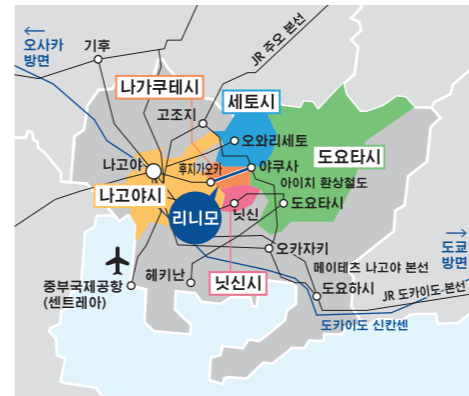 ←
오사카
방면
기후
JR 주오 본선
나가쿠테시
세토시
고조지
오와리세토
도요타시
나고야
후지가오카
야쿠사
나고야시
아이치 환상철도
리니모
닛신
도요타시
→
도쿄
방면
오카자키
메이테츠 나고야 본선
헤키난
닛신시
중부국제공항
(센트레아)
도요하시
JR 도카이도 본선
도카이도 신칸센